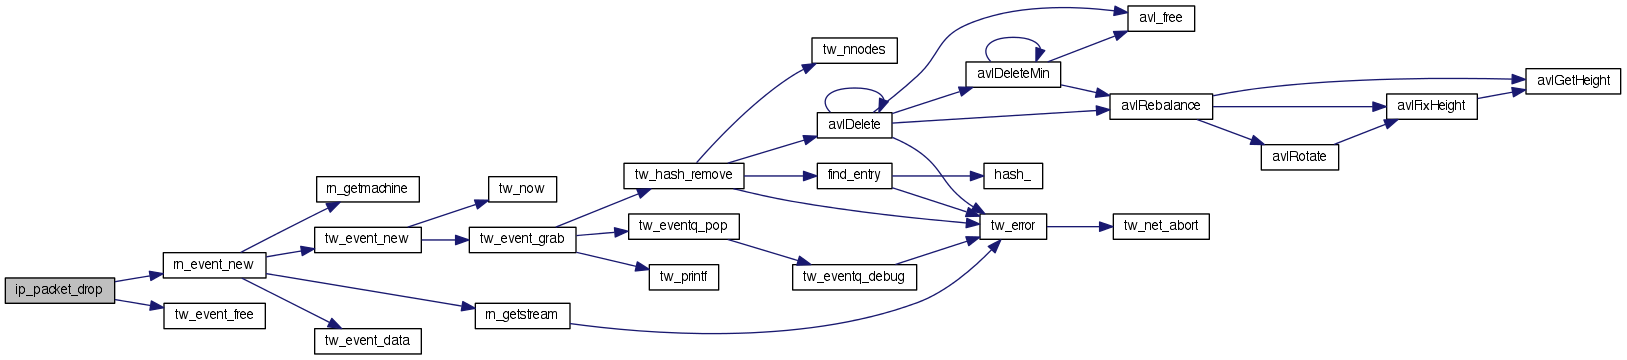 avl_free
tw_nnodes
avlDeleteMin
avlGetHeight
avlRebalance
avlFixHeight
avlDelete
avlRotate
tw_hash_remove
find_entry
hash_
rn_getmachine
tw_now
tw_event_new
tw_event_grab
tw_eventq_pop
tw_error
tw_net_abort
rn_event_new
tw_printf
tw_eventq_debug
ip_packet_drop
tw_event_free
rn_getstream
tw_event_data